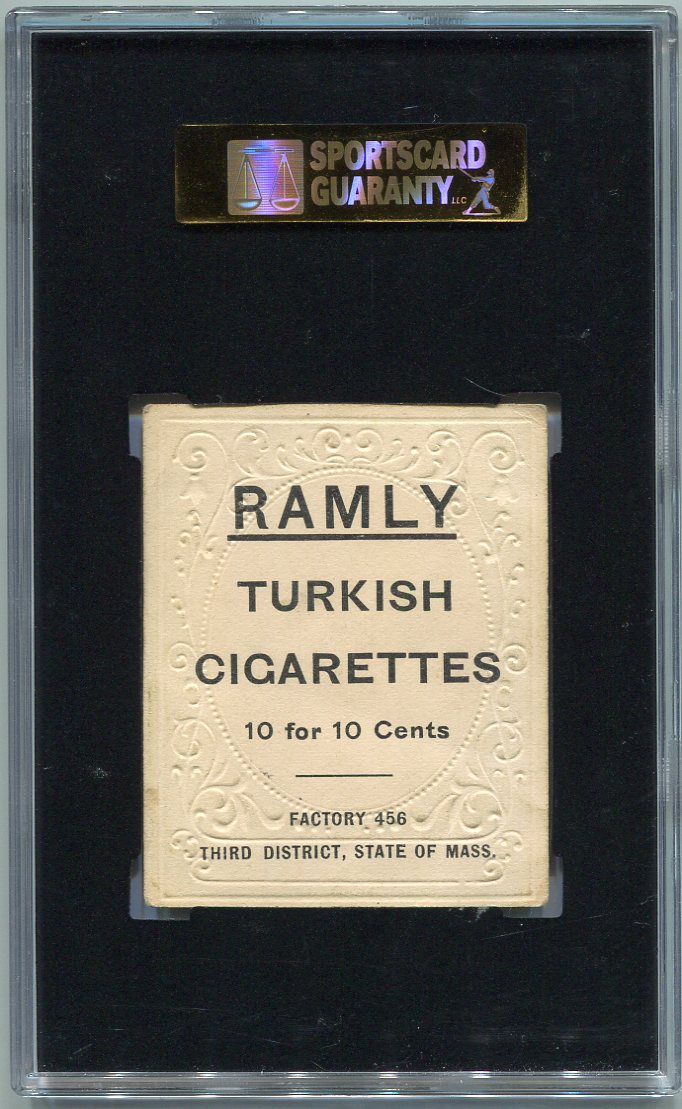 SPORTSCARD
GUARANTY LLC
RAMLY
TURKISH
CIGARETTES
10 for 10 Cents
FACTORY 456
THIRD DISTRICT, STATE OF MASS.